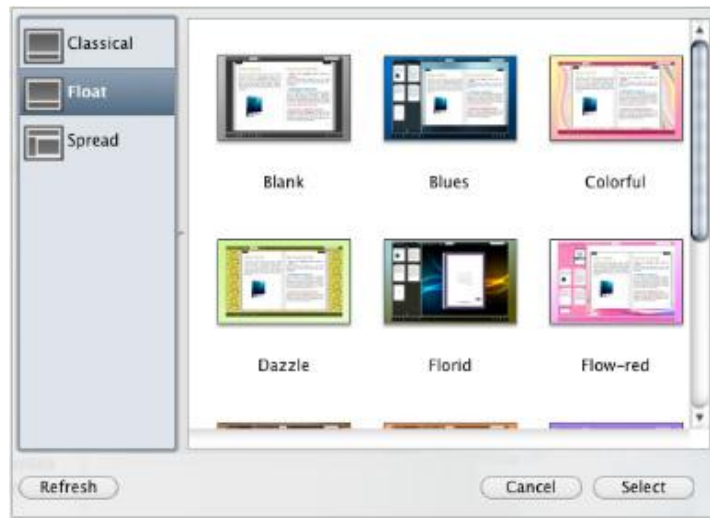 Classical
Float
Spread
Blank
Blues
Colorful
Dazzle
Florid
Flow-red
Refresh
Cancel
Select